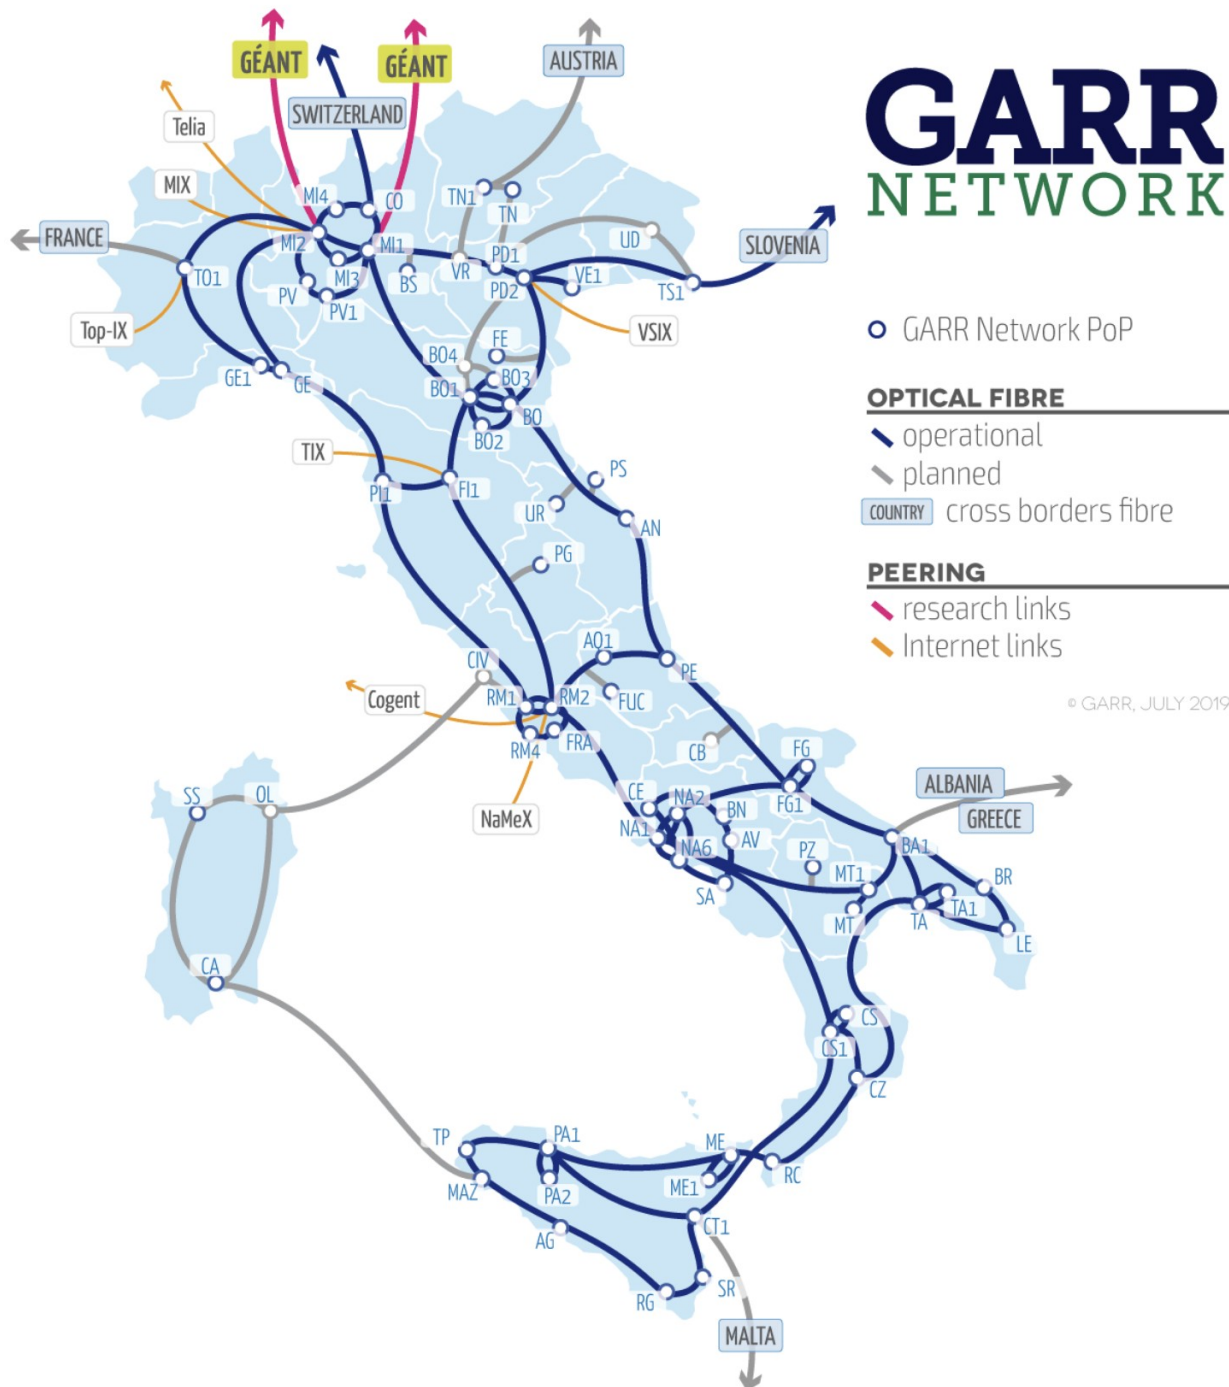 GÉANT
GÉANT
AUSTRIA
SWITZERLAND
Telia
MIX
FRANCE
SLOVENIA
Top-IX
VSIX
MI4
CO
TN1
TN
UD
MI2
MI1
VR
PD1
PD2
VE1
TS1
TO1
MI3
BS
PV
PV1
GE1
GE
BO4
FE
BO3
BO1
BO
BO2
TIX
PI1
FI1
PS
UR
AN
PG
AQ1
PE
CIV
RM1
RM2
FUC
Cogent
RM4
FRA
CB
FG
FG1
NaMeX
CE
NA2
BN
NA1
NA6
AV
SA
PZ
MT1
MT
BA1
BR
TA
TA1
LE
ALBANIA
GREECE
SS
OL
CA
CS
CS1
CZ
TP
PA1
ME
RC
MAZ
PA2
ME1
AG
CT1
RG
SR
MALTA
GARR
NETWORK
GARR Network PoP
OPTICAL FIBRE
operational
planned
COUNTRY cross borders fibre
PEERING
research links
Internet links
© GARR, JULY 2019